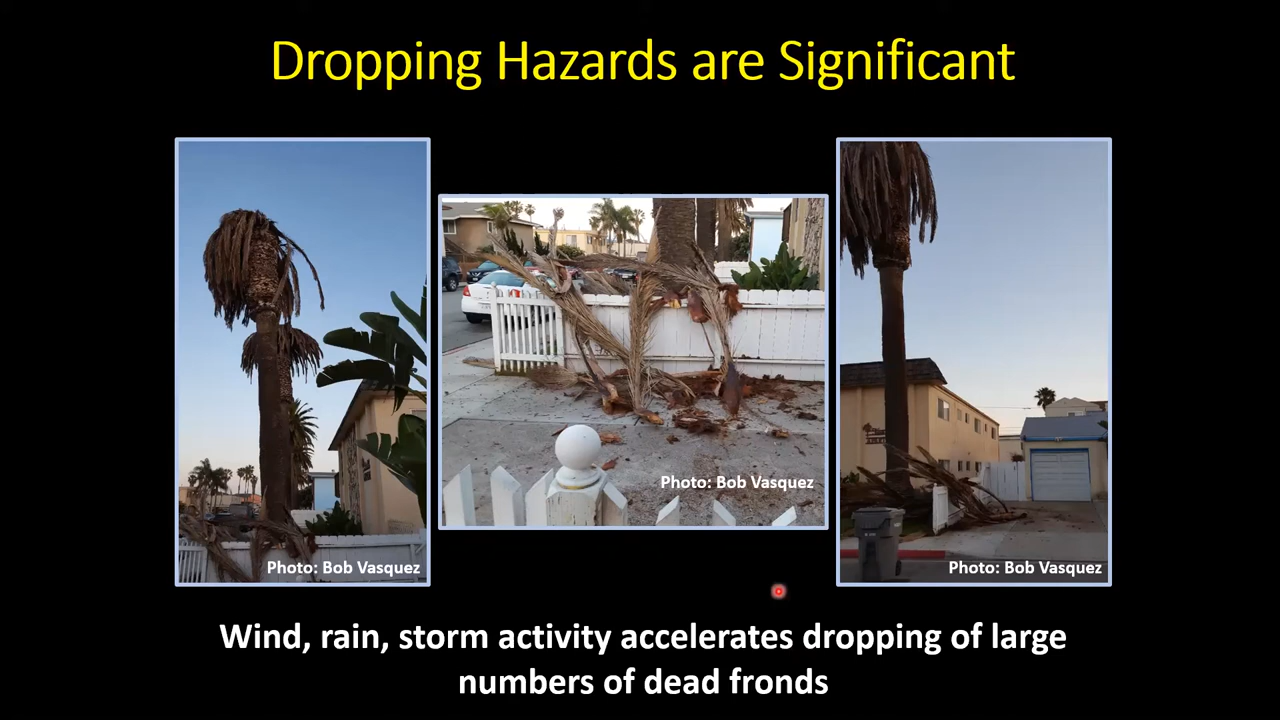 Dropping Hazards are Significant
Photo: Bob Vasquez
Photo: Bob Vasquez
Photo: Bob Vasquez
Wind, rain, storm activity accelerates dropping of large
numbers of dead fronds